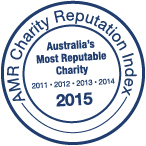 AMR Charity Reputation Index
Australia's
Most Reputable
Charity
2011 • 2012 • 2013 • 2014
2015